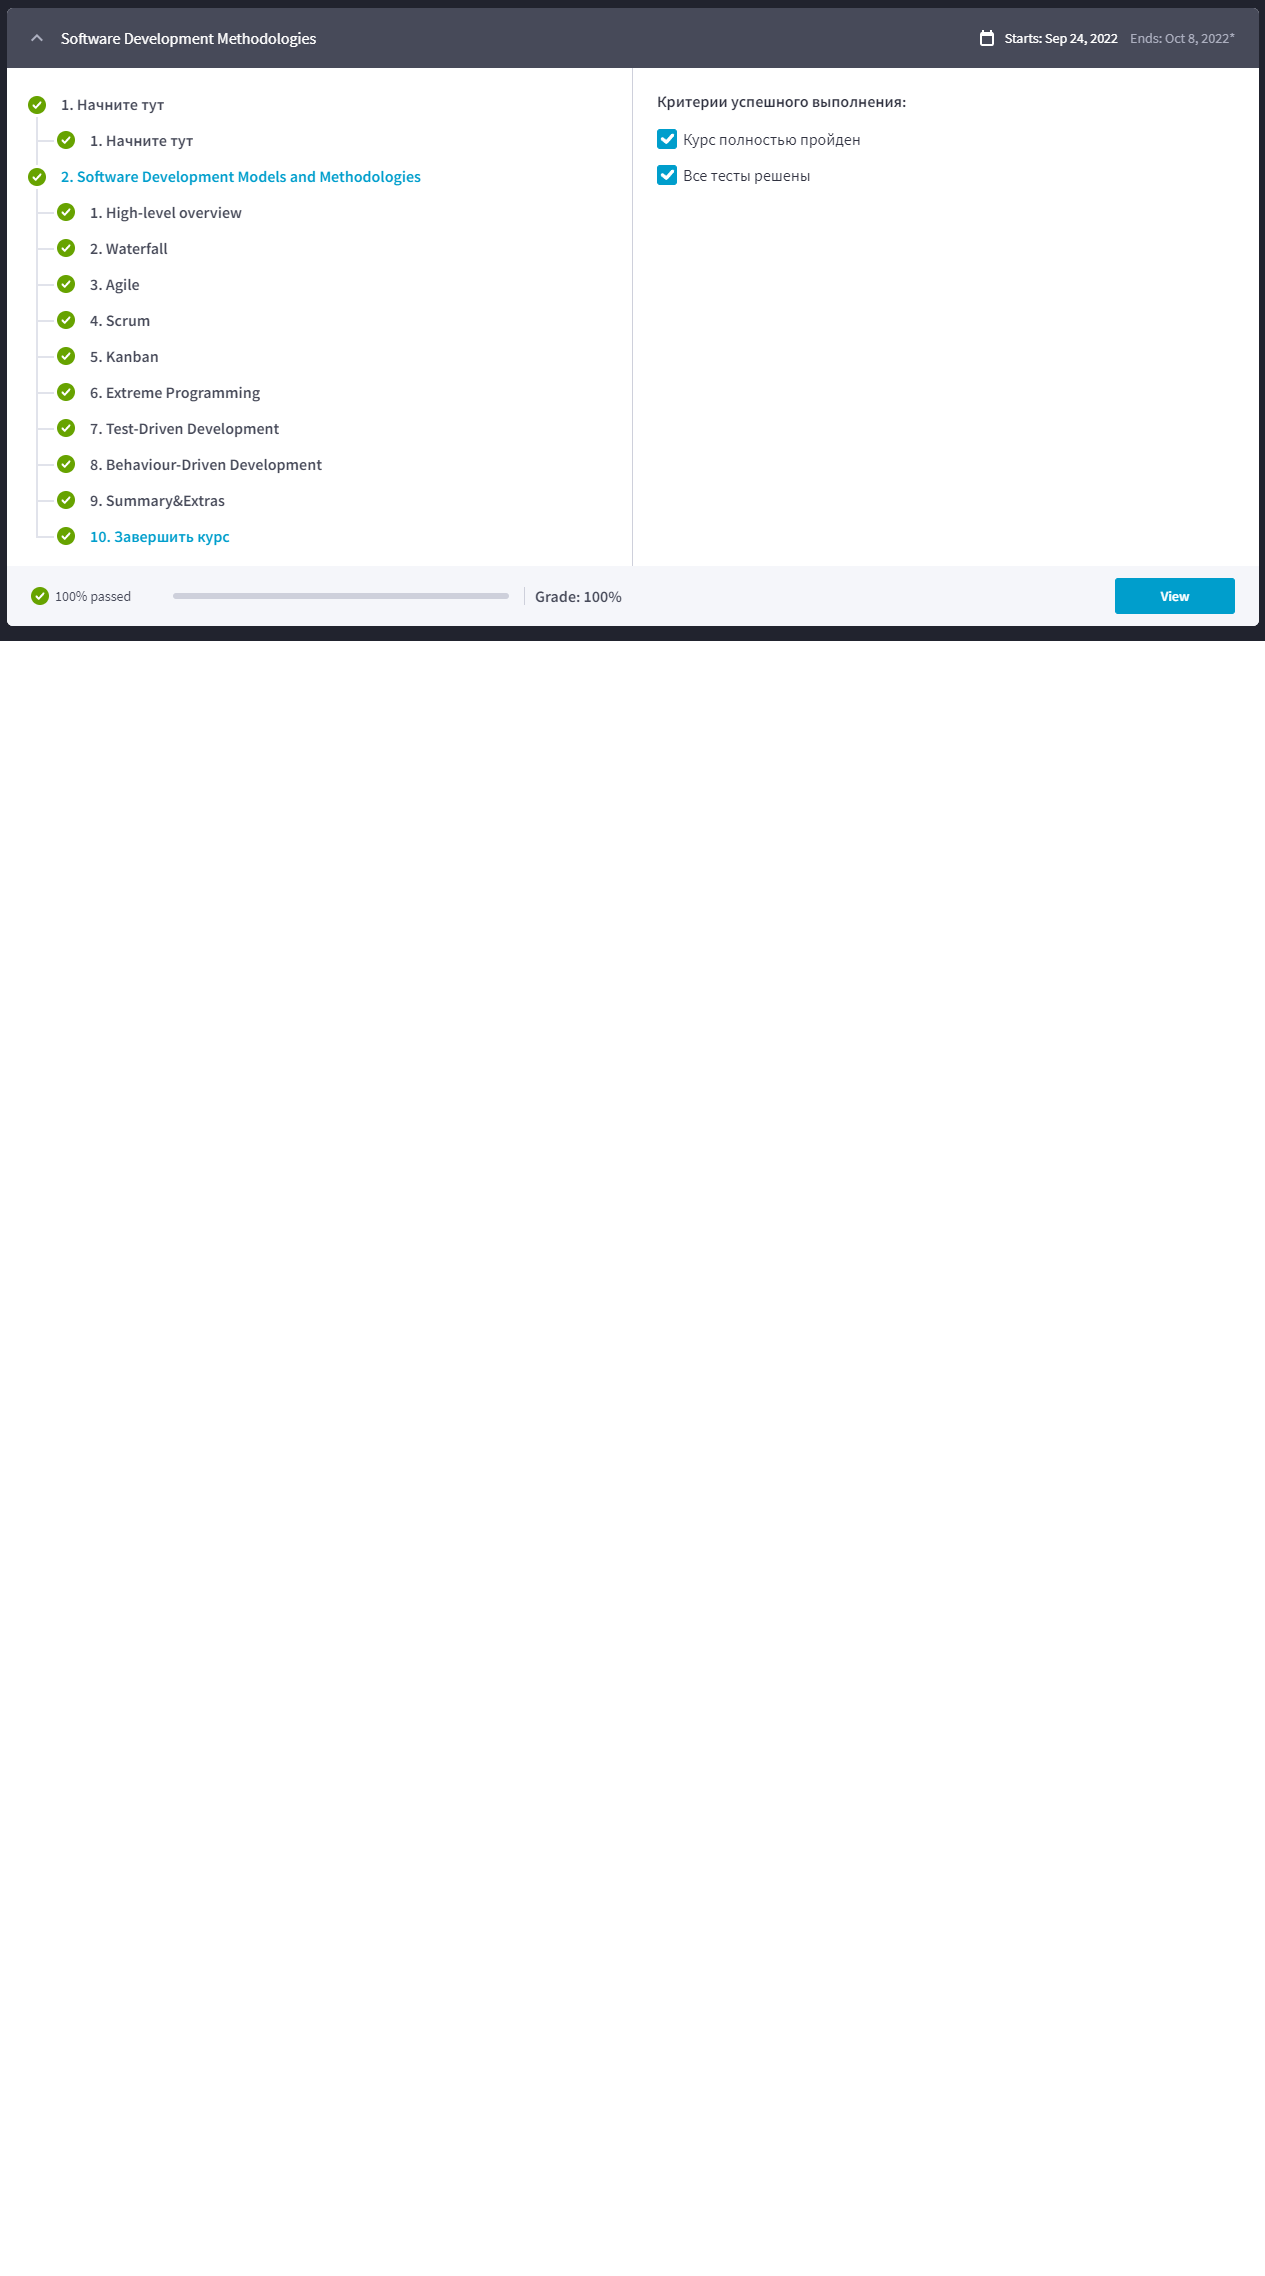 Software Development Methodologies
Starts: Sep 24, 2022 Ends: Oct 8, 2022*
1. Начните тут
1. Начните тут
2. Software Development Models and Methodologies
1. High-level overview
2. Waterfall
3. Agile
4. Scrum
5. Kanban
6. Extreme Programming
7. Test-Driven Development
8. Behaviour-Driven Development
9. Summary&Extras
10. Завершить курс
Критерии успешного выполнения:
Курс полностью пройден
Все тесты решены
100% passed
Grade: 100%
View